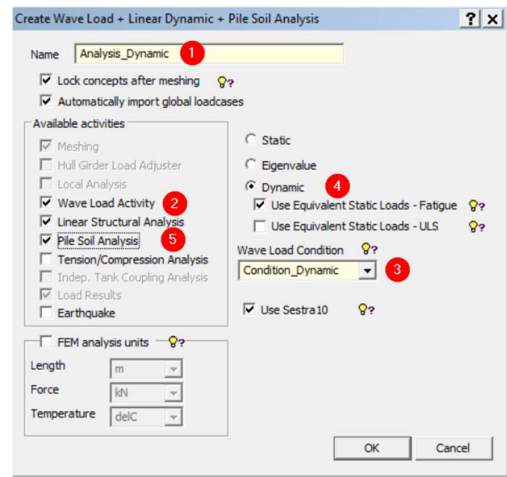 Create Wave Load + Linear Dynamic + Pile Soil Analysis ? x
Name Analysis_Dynamic 1
Lock concepts after meshing ?
Automatically import global loadcases
Available activities
Meshing
Hull Girder Load Adjuster
Local Analysis
Wave Load Activity 2
Linear Structural Analysis
Pile Soil Analysis 5
Tension/Compression Analysis
Indep. Tank Coupling Analysis
Load Results
Earthquake
Static
Eigenvalue
Dynamic 4
Use Equivalent Static Loads - Fatigue ?
Use Equivalent Static Loads - ULS ?
Wave Load Condition ?
Condition_Dynamic 3
Use Sestra10 ?
FEM analysis units ?
Length m
Force kN
Temperature delC
OK Cancel